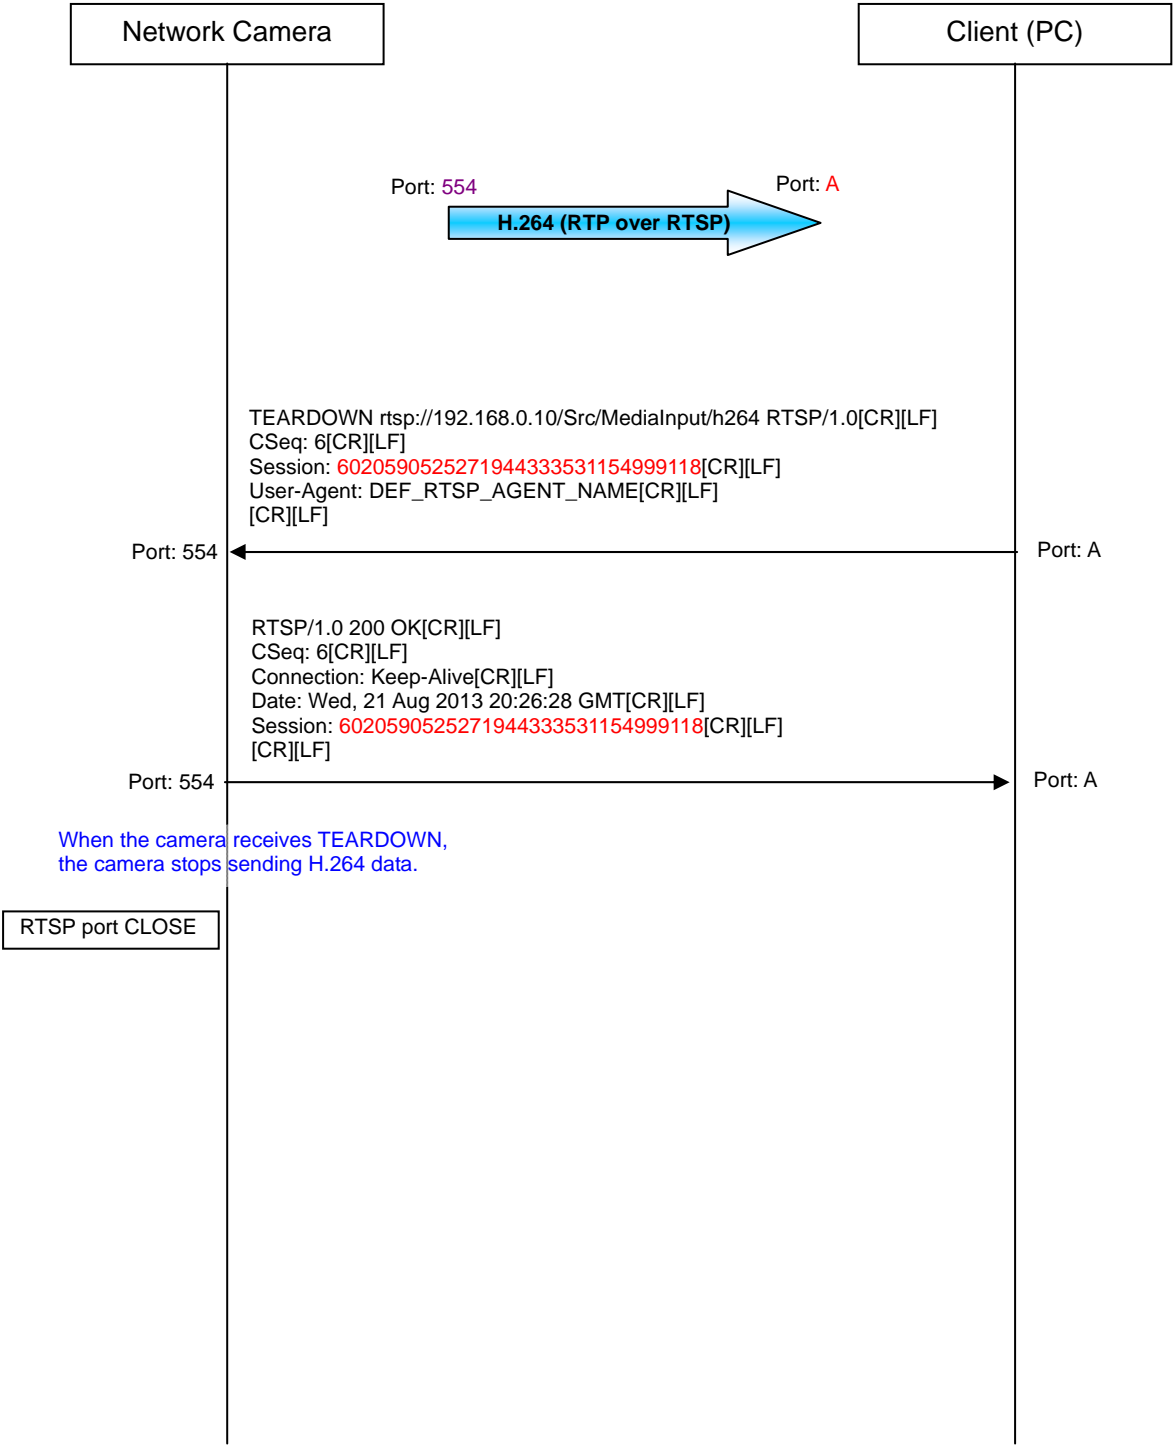 Network Camera
Client (PC)
Port: 554
Port: A
H.264 (RTP over RTSP)
TEARDOWN rtsp://192.168.0.10/Src/MediaInput/h264 RTSP/1.0[CR][LF]
CSeq: 6[CR][LF]
Session: 6020590525271944333531154999118[CR][LF]
User-Agent: DEF_RTSP_AGENT_NAME[CR][LF]
[CR][LF]
Port: 554
Port: A
RTSP/1.0 200 OK[CR][LF]
CSeq: 6[CR][LF]
Connection: Keep-Alive[CR][LF]
Date: Wed, 21 Aug 2013 20:26:28 GMT[CR][LF]
Session: 6020590525271944333531154999118[CR][LF]
[CR][LF]
Port: 554
Port: A
When the camera receives TEARDOWN,
the camera stops sending H.264 data.
RTSP port CLOSE